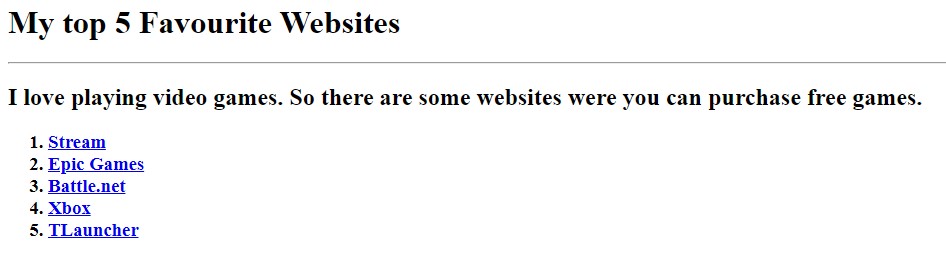 My top 5 Favourite Websites
I love playing video games. So there are some websites were you can purchase free games.
1. Stream
2. Epic Games
3. Battle.net
4. Xbox
5. TLauncher